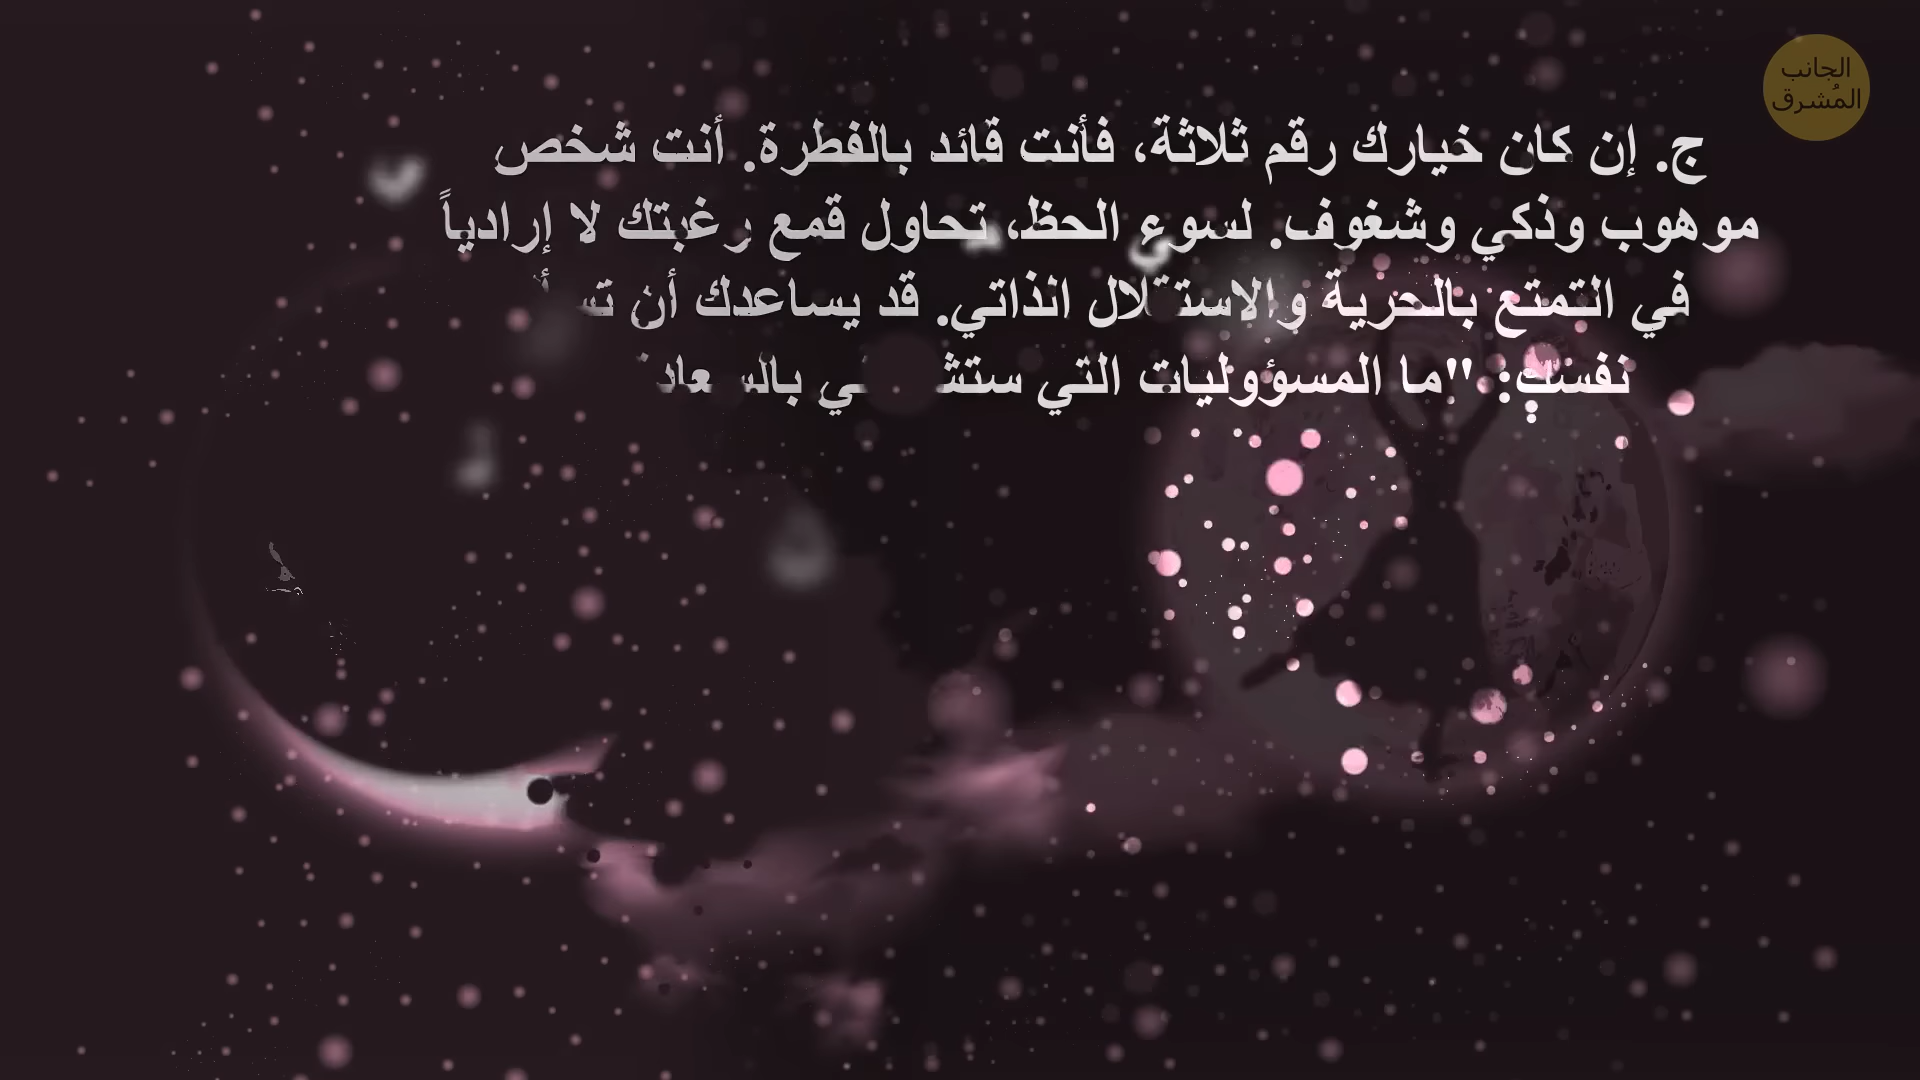 الجانب
المُشرق
ج. إن كان خيارك رقم ثلاثة، فأنت قائد بالفطرة. أنت شخص
موهوب وذكي وشغوف. لسوء الحظ، تحاول قمع رغبتك لا إرادياً
في التمتع بالحرية والاستقلال الذاتي. قد يساعدك أن
نفسك: "ما المسؤوليات التي